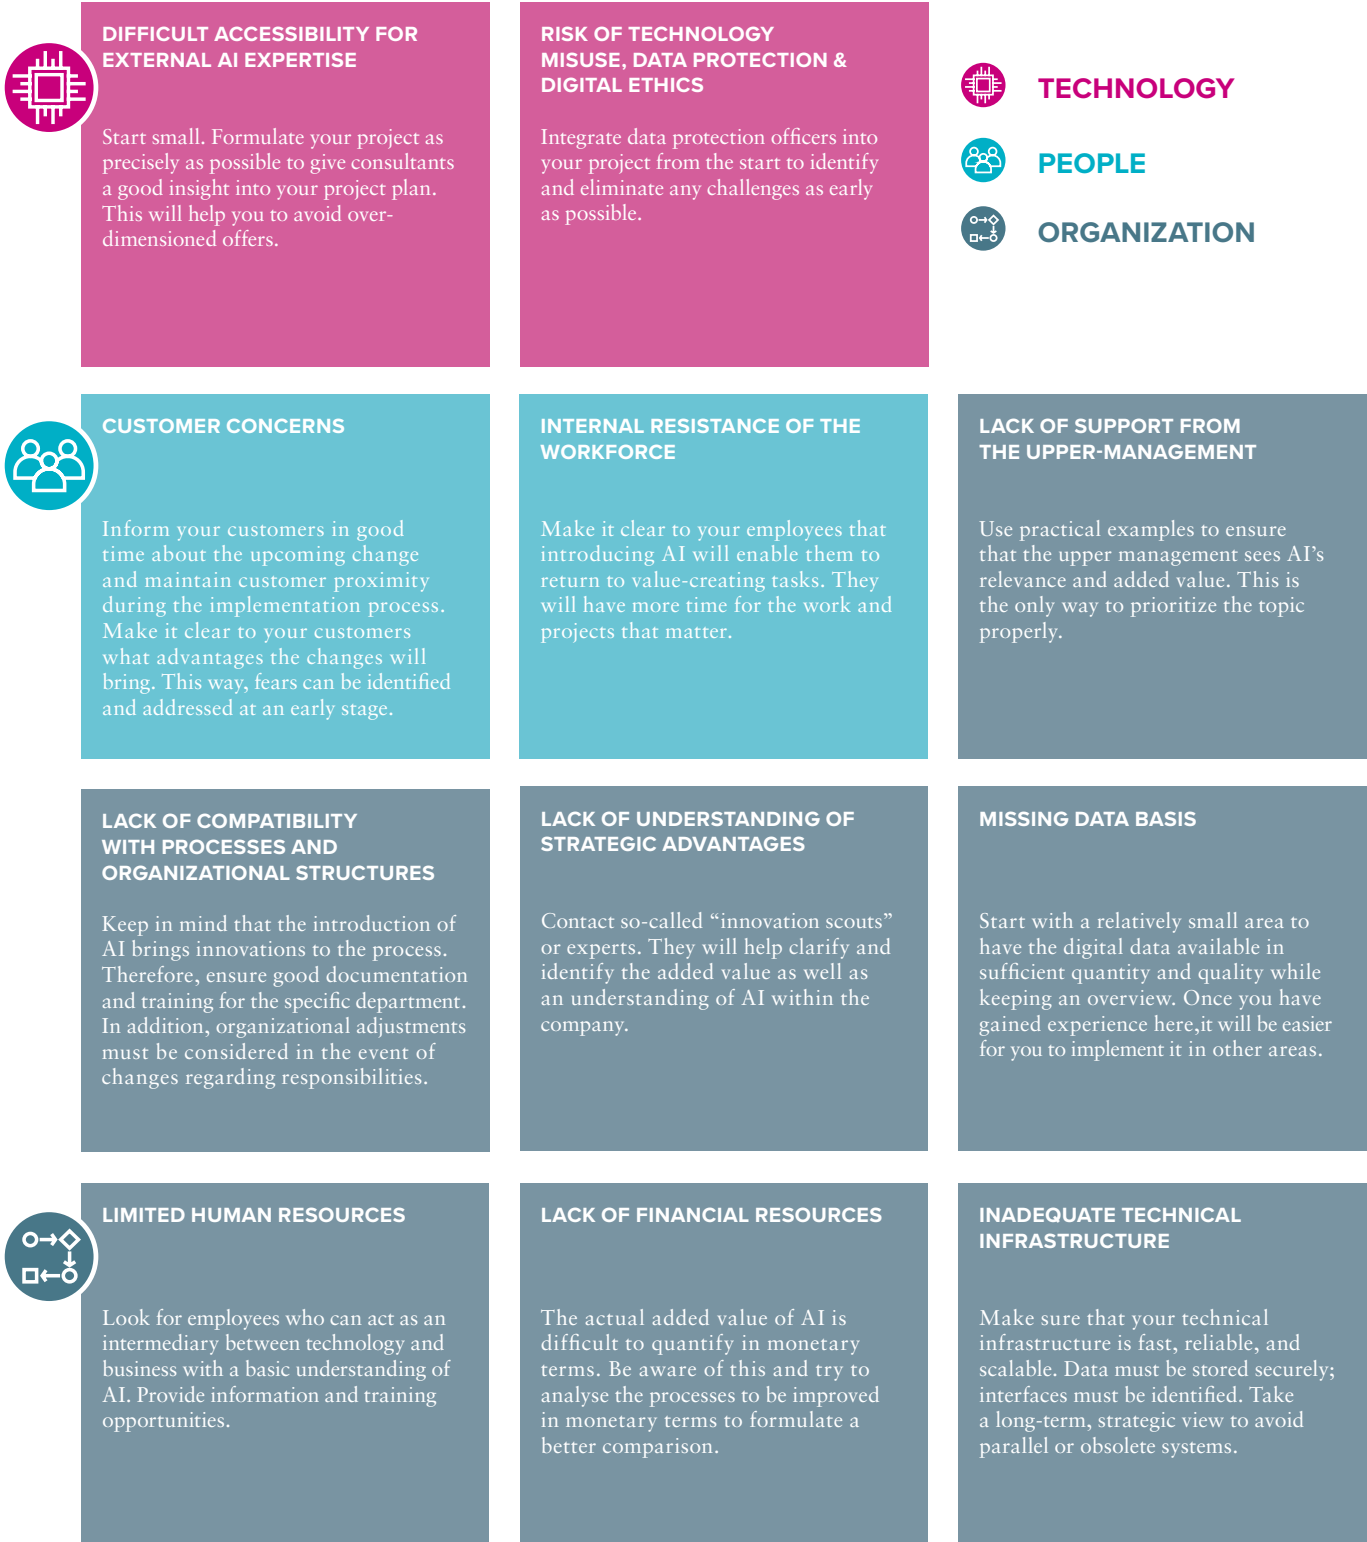 DIFFICULT ACCESSIBILITY FOR
EXTERNAL AI EXPERTISE
Start small. Formulate your project as
precisely as possible to give consultants
a good insight into your project plan.
This will help you to avoid over-
dimensioned offers.
RISK OF TECHNOLOGY
MISUSE, DATA PROTECTION &
DIGITAL ETHICS
Integrate data protection officers into
your project from the start to identify
and eliminate any challenges as early
as possible.
TECHNOLOGY
PEOPLE
ORGANIZATION
CUSTOMER CONCERNS
Inform your customers in good
time about the upcoming change
and maintain customer proximity
during the implementation process.
Make it clear to your customers
what advantages the changes will
bring. This way, fears can be identified
and addressed at an early stage.
INTERNAL RESISTANCE OF THE
WORKFORCE
Make it clear to your employees that
introducing AI will enable them to
return to value-creating tasks. They
will have more time for the work and
projects that matter.
LACK OF SUPPORT FROM
THE UPPER-MANAGEMENT
Use practical examples to ensure
that the upper management sees AI’s
relevance and added value. This is
the only way to prioritize the topic
properly.
LACK OF COMPATIBILITY
WITH PROCESSES AND
ORGANIZATIONAL STRUCTURES
Keep in mind that the introduction of
AI brings innovations to the process.
Therefore, ensure good documentation
and training for the specific department.
In addition, organizational adjustments
must be considered in the event of
changes regarding responsibilities.
LACK OF UNDERSTANDING OF
STRATEGIC ADVANTAGES
Contact so-called “innovation scouts”
or experts. They will help clarify and
identify the added value as well as
an understanding of AI within the
company.
MISSING DATA BASIS
Start with a relatively small area to
have the digital data available in
sufficient quantity and quality while
keeping an overview. Once you have
gained experience here,it will be easier
for you to implement it in other areas.
LIMITED HUMAN RESOURCES
Look for employees who can act as an
intermediary between technology and
business with a basic understanding of
AI. Provide information and training
opportunities.
LACK OF FINANCIAL RESOURCES
The actual added value of AI is
difficult to quantify in monetary
terms. Be aware of this and try to
analyse the processes to be improved
in monetary terms to formulate a
better comparison.
INADEQUATE TECHNICAL
INFRASTRUCTURE
Make sure that your technical
infrastructure is fast, reliable, and
scalable. Data must be stored securely;
interfaces must be identified. Take
a long-term, strategic view to avoid
parallel or obsolete systems.